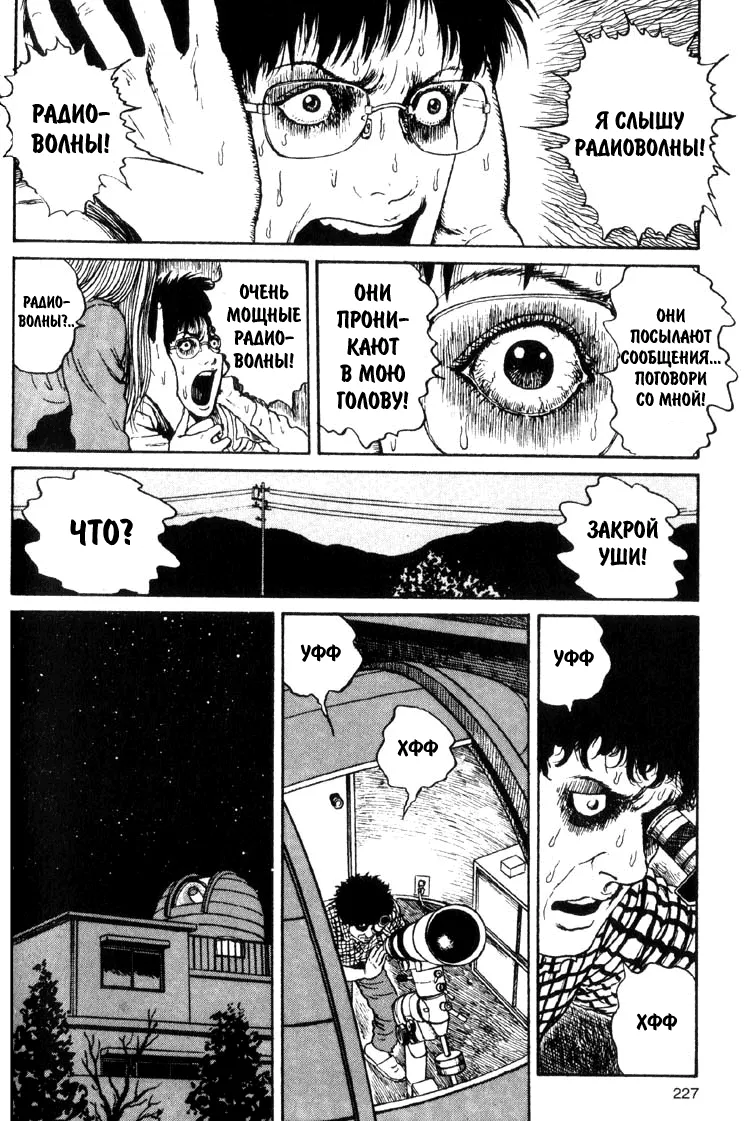 Я СЛЫШУ
РАДИОВОЛНЫ!
РАДИО-
ВОЛНЫ!
ОНИ
ПОСЫЛАЮТ
СООБЩЕНИЯ...
ПОГОВОРИ
СО МНОЙ!
ОНИ
ПРОНИ-
КАЮТ
В МОЮ
ГОЛОВУ!
ОЧЕНЬ
МОЩНЫЕ
РАДИО-
ВОЛНЫ!
РАДИО-
ВОЛНЫ?..
ЗАКРОЙ
УШИ!
ЧТО?
УФФ
ХФФ
УФФ
ХФФ
227